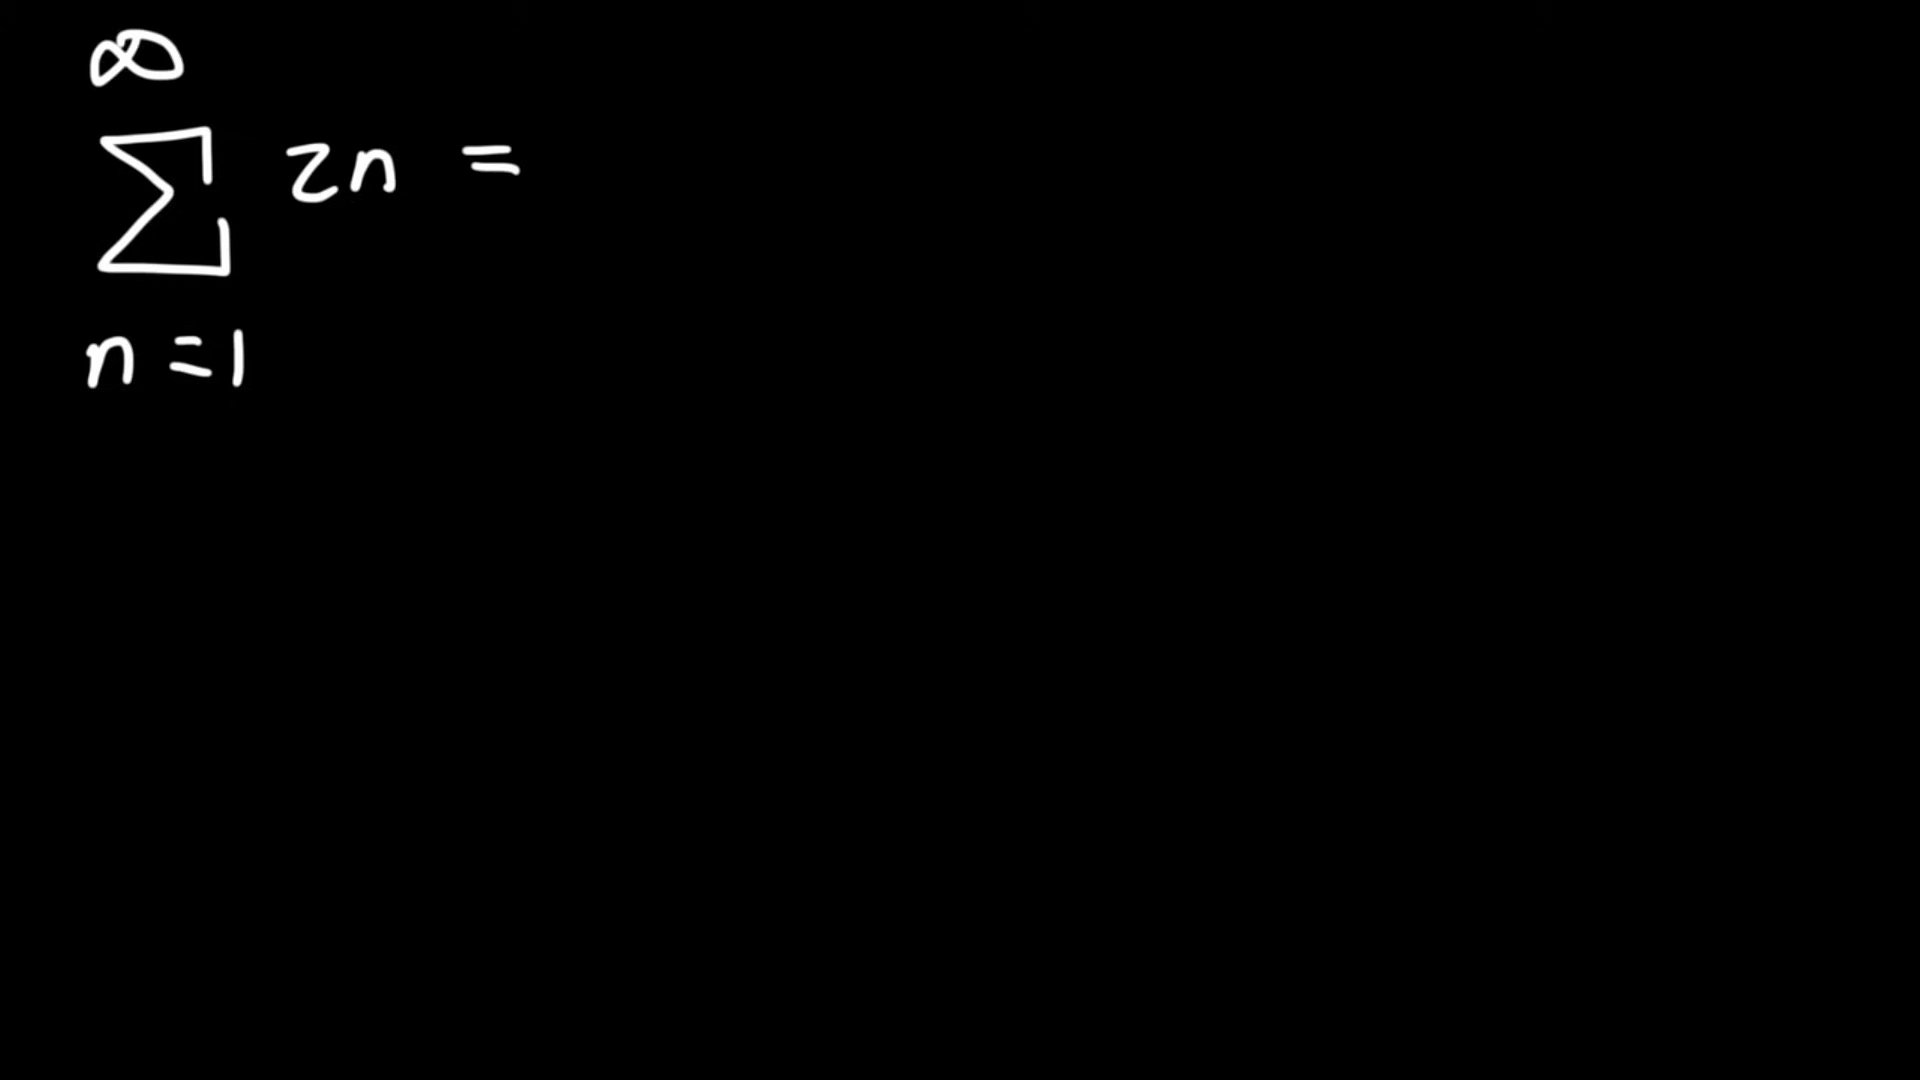 ∞
∑ 2n =
n=1